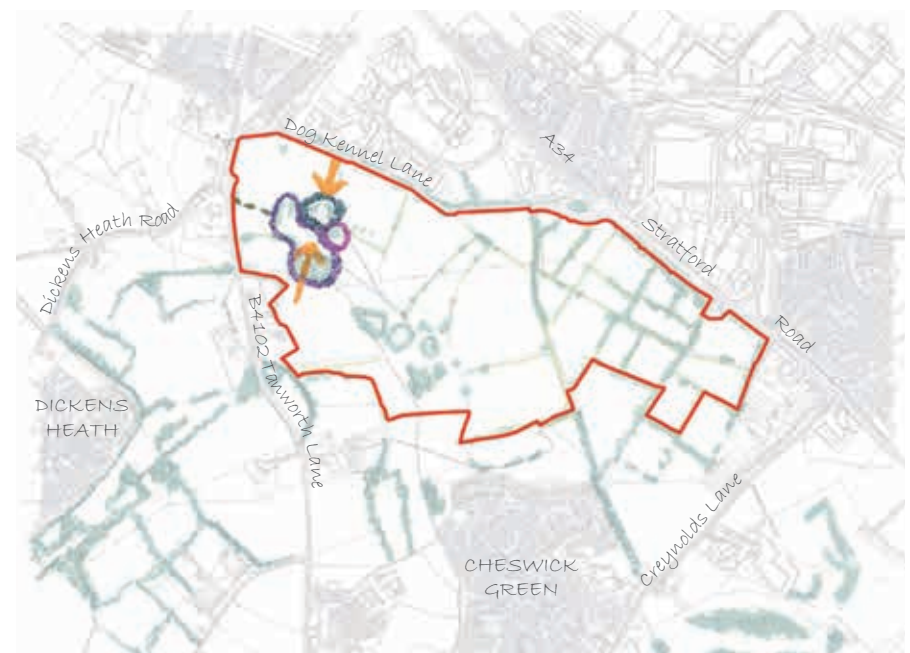 Dog Kennel Lane
A34
Dickens Heath Road
Stratford
Road
B4102 Tanworth Lane
DICKENS
HEATH
Creynolds Lane
CHESWICK
GREEN